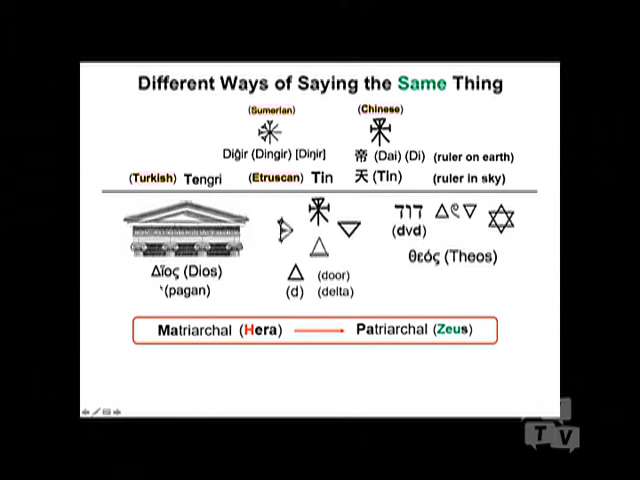 Different Ways of Saying the Same Thing
(Sumerian) (Chinese)
Diğir (Dingir) [Diŋir] 帝 (Dai) (Di) (ruler on earth)
(Turkish) Tengri (Etruscan) Tin 天 (Tin) (ruler in sky)
דוד
(dvd)
θεός (Theos)
Δῖος (Dios) Δ (door)
(pagan) (d) (delta)
Matriarchal (Hera) → Patriarchal (Zeus)
TV